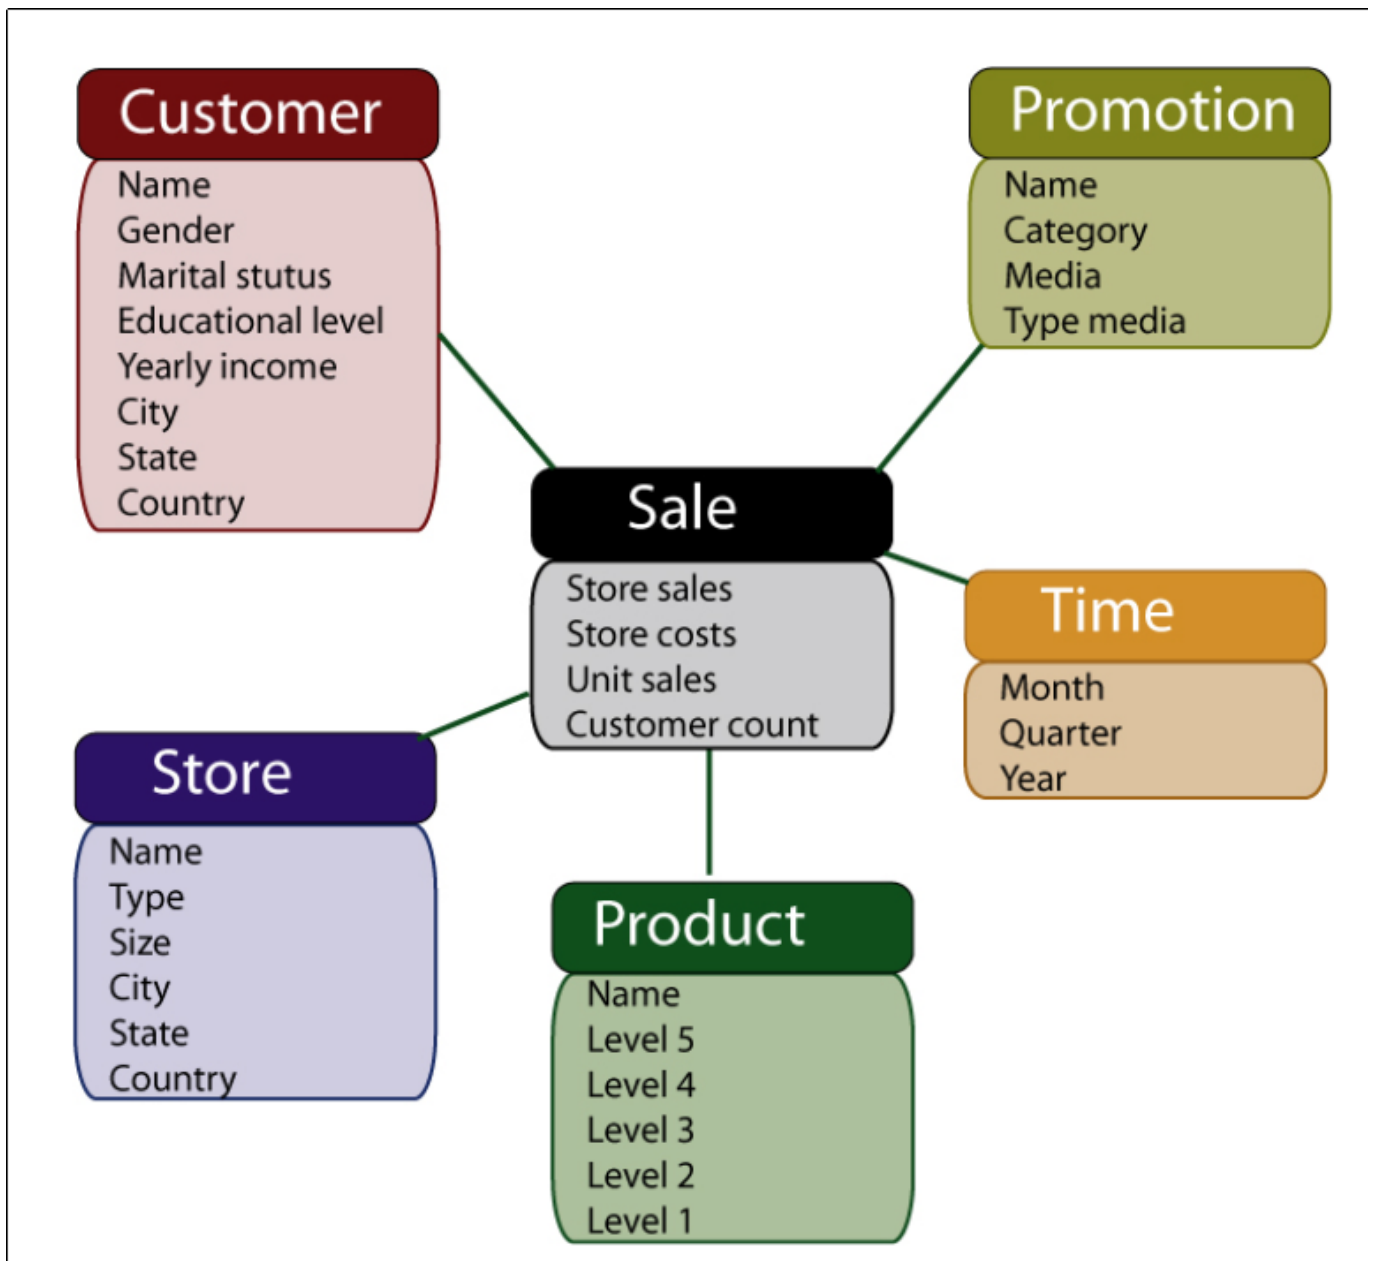 Customer
Name
Gender
Marital stutus
Educational level
Yearly income
City
State
Country
Promotion
Name
Category
Media
Type media
Sale
Store sales
Store costs
Unit sales
Customer count
Time
Month
Quarter
Year
Store
Name
Type
Size
City
State
Country
Product
Name
Level 5
Level 4
Level 3
Level 2
Level 1